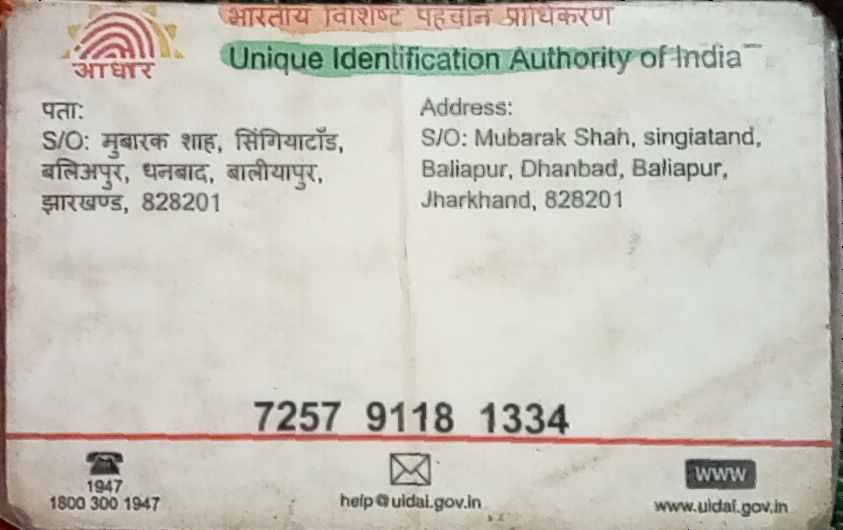 भारतीय विशिष्ट पहचान प्राधिकरण
Unique Identification Authority of India
आधार
पता:
S/O: मुबारक शाह, सिंगियाटाँड,
बलिअपुर, धनबाद, बालीयापुर,
झारखण्ड, 828201
Address:
S/O: Mubarak Shah, singiatand,
Baliapur, Dhanbad, Baliapur,
Jharkhand, 828201
7257 9118 1334
1947
1800 300 1947
help@uidai.gov.in
www
www.uidai.gov.in